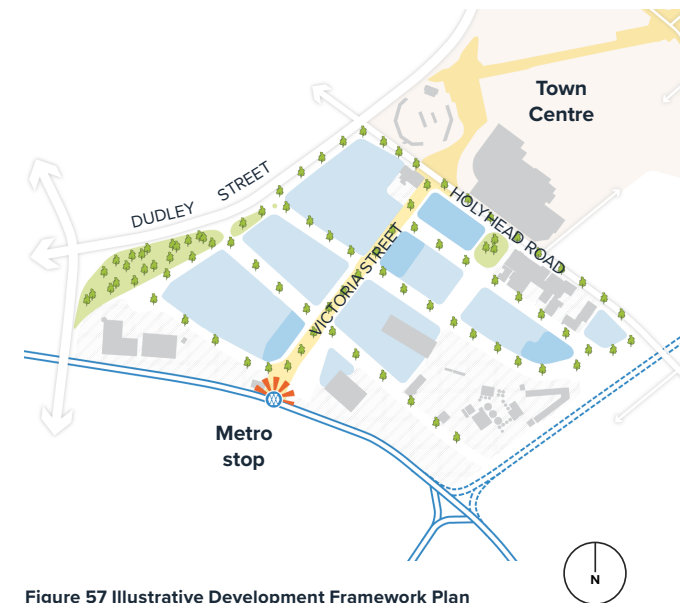 Town
Centre
DUDLEY STREET
HOLYHEAD ROAD
VICTORIA STREET
Metro
stop
N
Figure 57 Illustrative Development Framework Plan